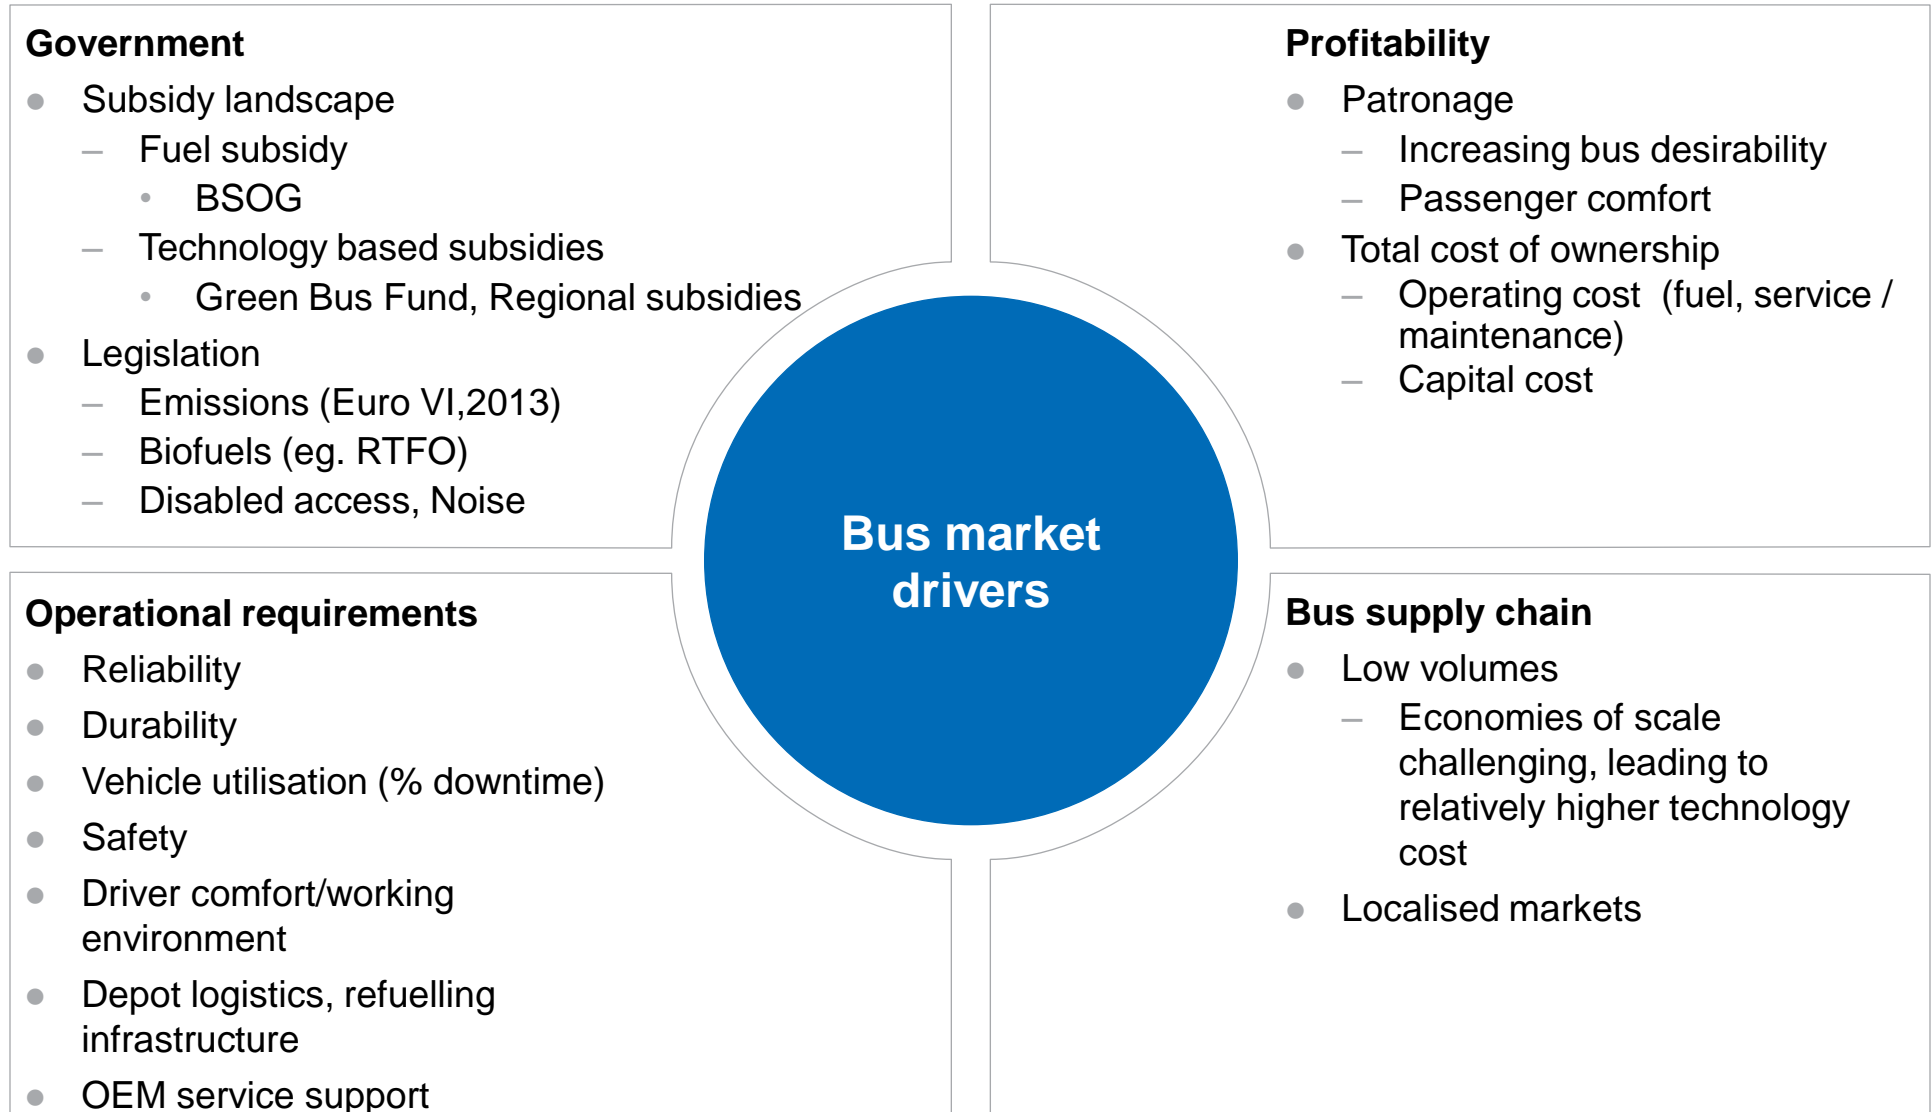 Government
● Subsidy landscape
– Fuel subsidy
• BSOG
– Technology based subsidies
• Green Bus Fund, Regional subsidies
● Legislation
– Emissions (Euro VI,2013)
– Biofuels (eg. RTFO)
– Disabled access, Noise
Profitability
● Patronage
– Increasing bus desirability
– Passenger comfort
● Total cost of ownership
– Operating cost (fuel, service /
maintenance)
– Capital cost
Bus market
drivers
Operational requirements
● Reliability
● Durability
● Vehicle utilisation (% downtime)
● Safety
● Driver comfort/working
environment
● Depot logistics, refuelling
infrastructure
● OEM service support
Bus supply chain
● Low volumes
– Economies of scale
challenging, leading to
relatively higher technology
cost
● Localised markets